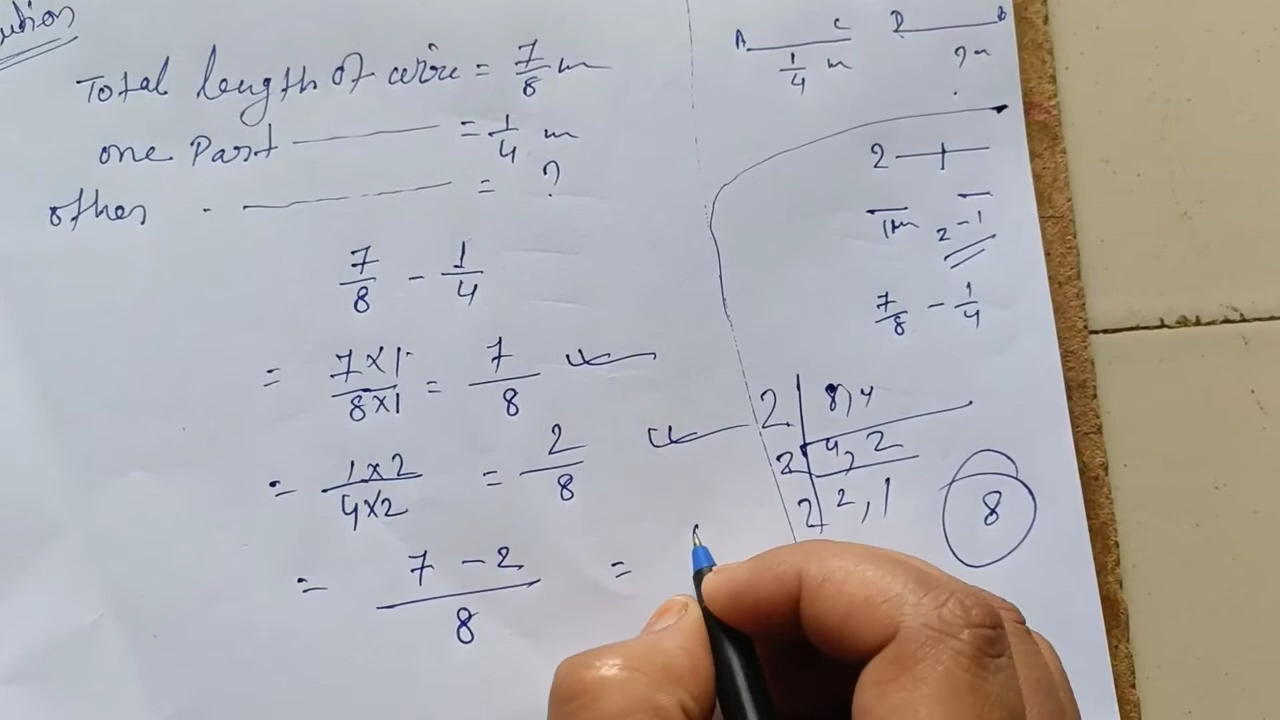 Total length of wire = 7/8 m
one Part = 1/4 m
other = ?
7/8 - 1/4
= 7×1/8×1 = 7/8
= 1×2/4×2 = 2/8
= 7-2/8 =
A C D B
1/4 m ? m
2
1m 2-1
7/8 - 1/4
2 | 8, 4
2 | 4, 2
2 | 2, 1
8